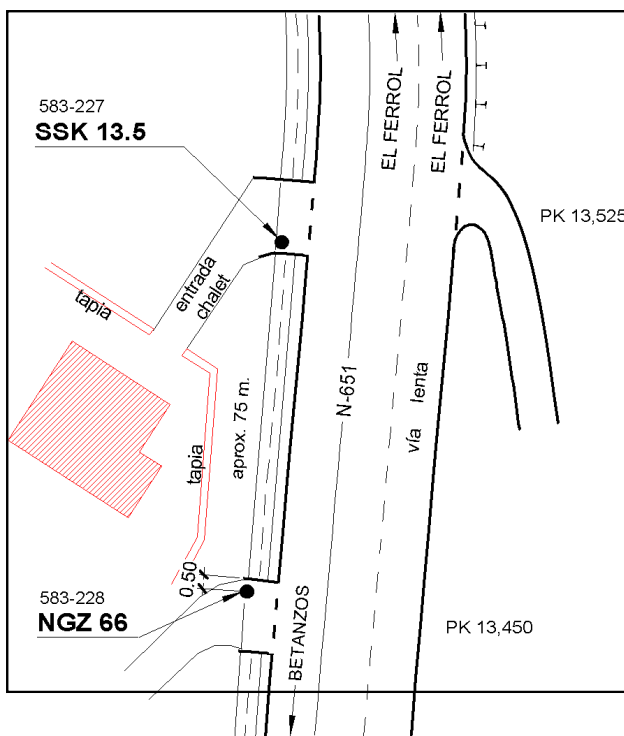 583-227
SSK 13.5
EL FERROL
EL FERROL
PK 13,525
entrada
chalet
tapia
N-651
vía lenta
aprox. 75 m.
tapia
0.50
583-228
NGZ 66
BETANZOS
PK 13,450